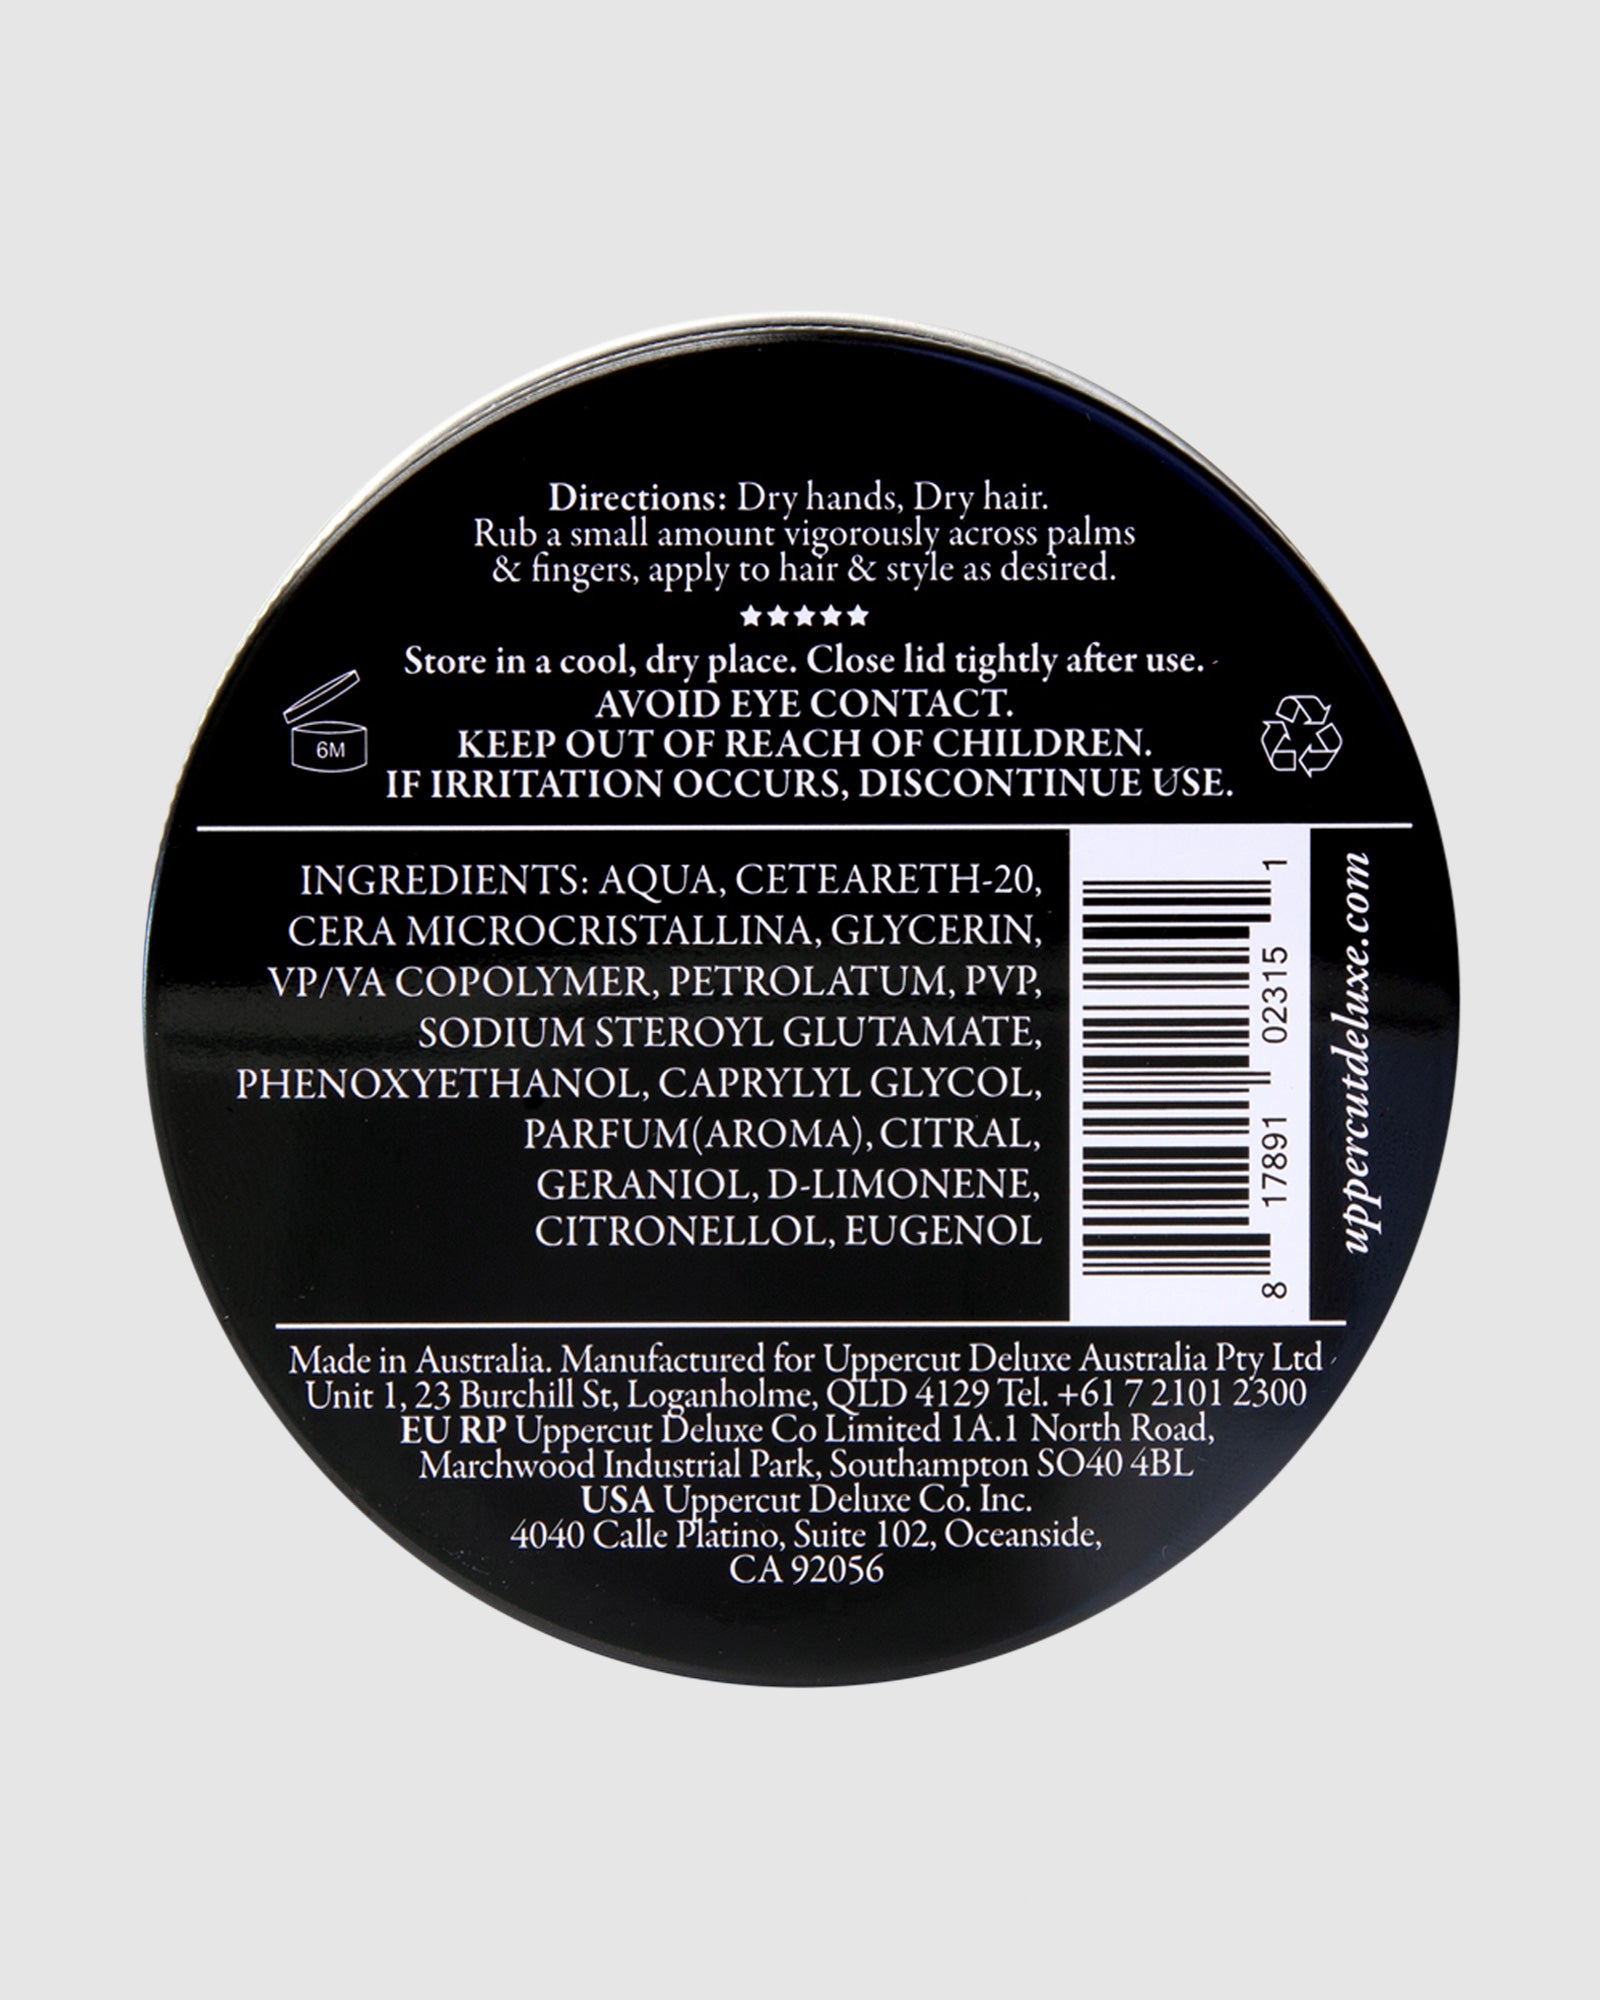 Directions: Dry hands, Dry hair.
Rub a small amount vigorously across palms
& fingers, apply to hair & style as desired.
★★★★★
Store in a cool, dry place. Close lid tightly after use.
AVOID EYE CONTACT.
KEEP OUT OF REACH OF CHILDREN.
IF IRRITATION OCCURS, DISCONTINUE USE.
6M
INGREDIENTS: AQUA, CETEARETH-20,
CERA MICROCRISTALLINA, GLYCERIN,
VP/VA COPOLYMER, PETROLATUM, PVP,
SODIUM STEROYL GLUTAMATE,
PHENOXYETHANOL, CAPRYLYL GLYCOL,
PARFUM(AROMA), CITRAL,
GERANIOL, D-LIMONENE,
CITRONELLOL, EUGENOL
8 17891 02315 1
uppercutdeluxe.com
Made in Australia. Manufactured for Uppercut Deluxe Australia Pty Ltd
Unit 1, 23 Burchill St, Loganholme, QLD 4129 Tel. +61 7 2101 2300
EU RP Uppercut Deluxe Co Limited 1A.1 North Road,
Marchwood Industrial Park, Southampton SO40 4BL
USA Uppercut Deluxe Co. Inc.
4040 Calle Platino, Suite 102, Oceanside,
CA 92056